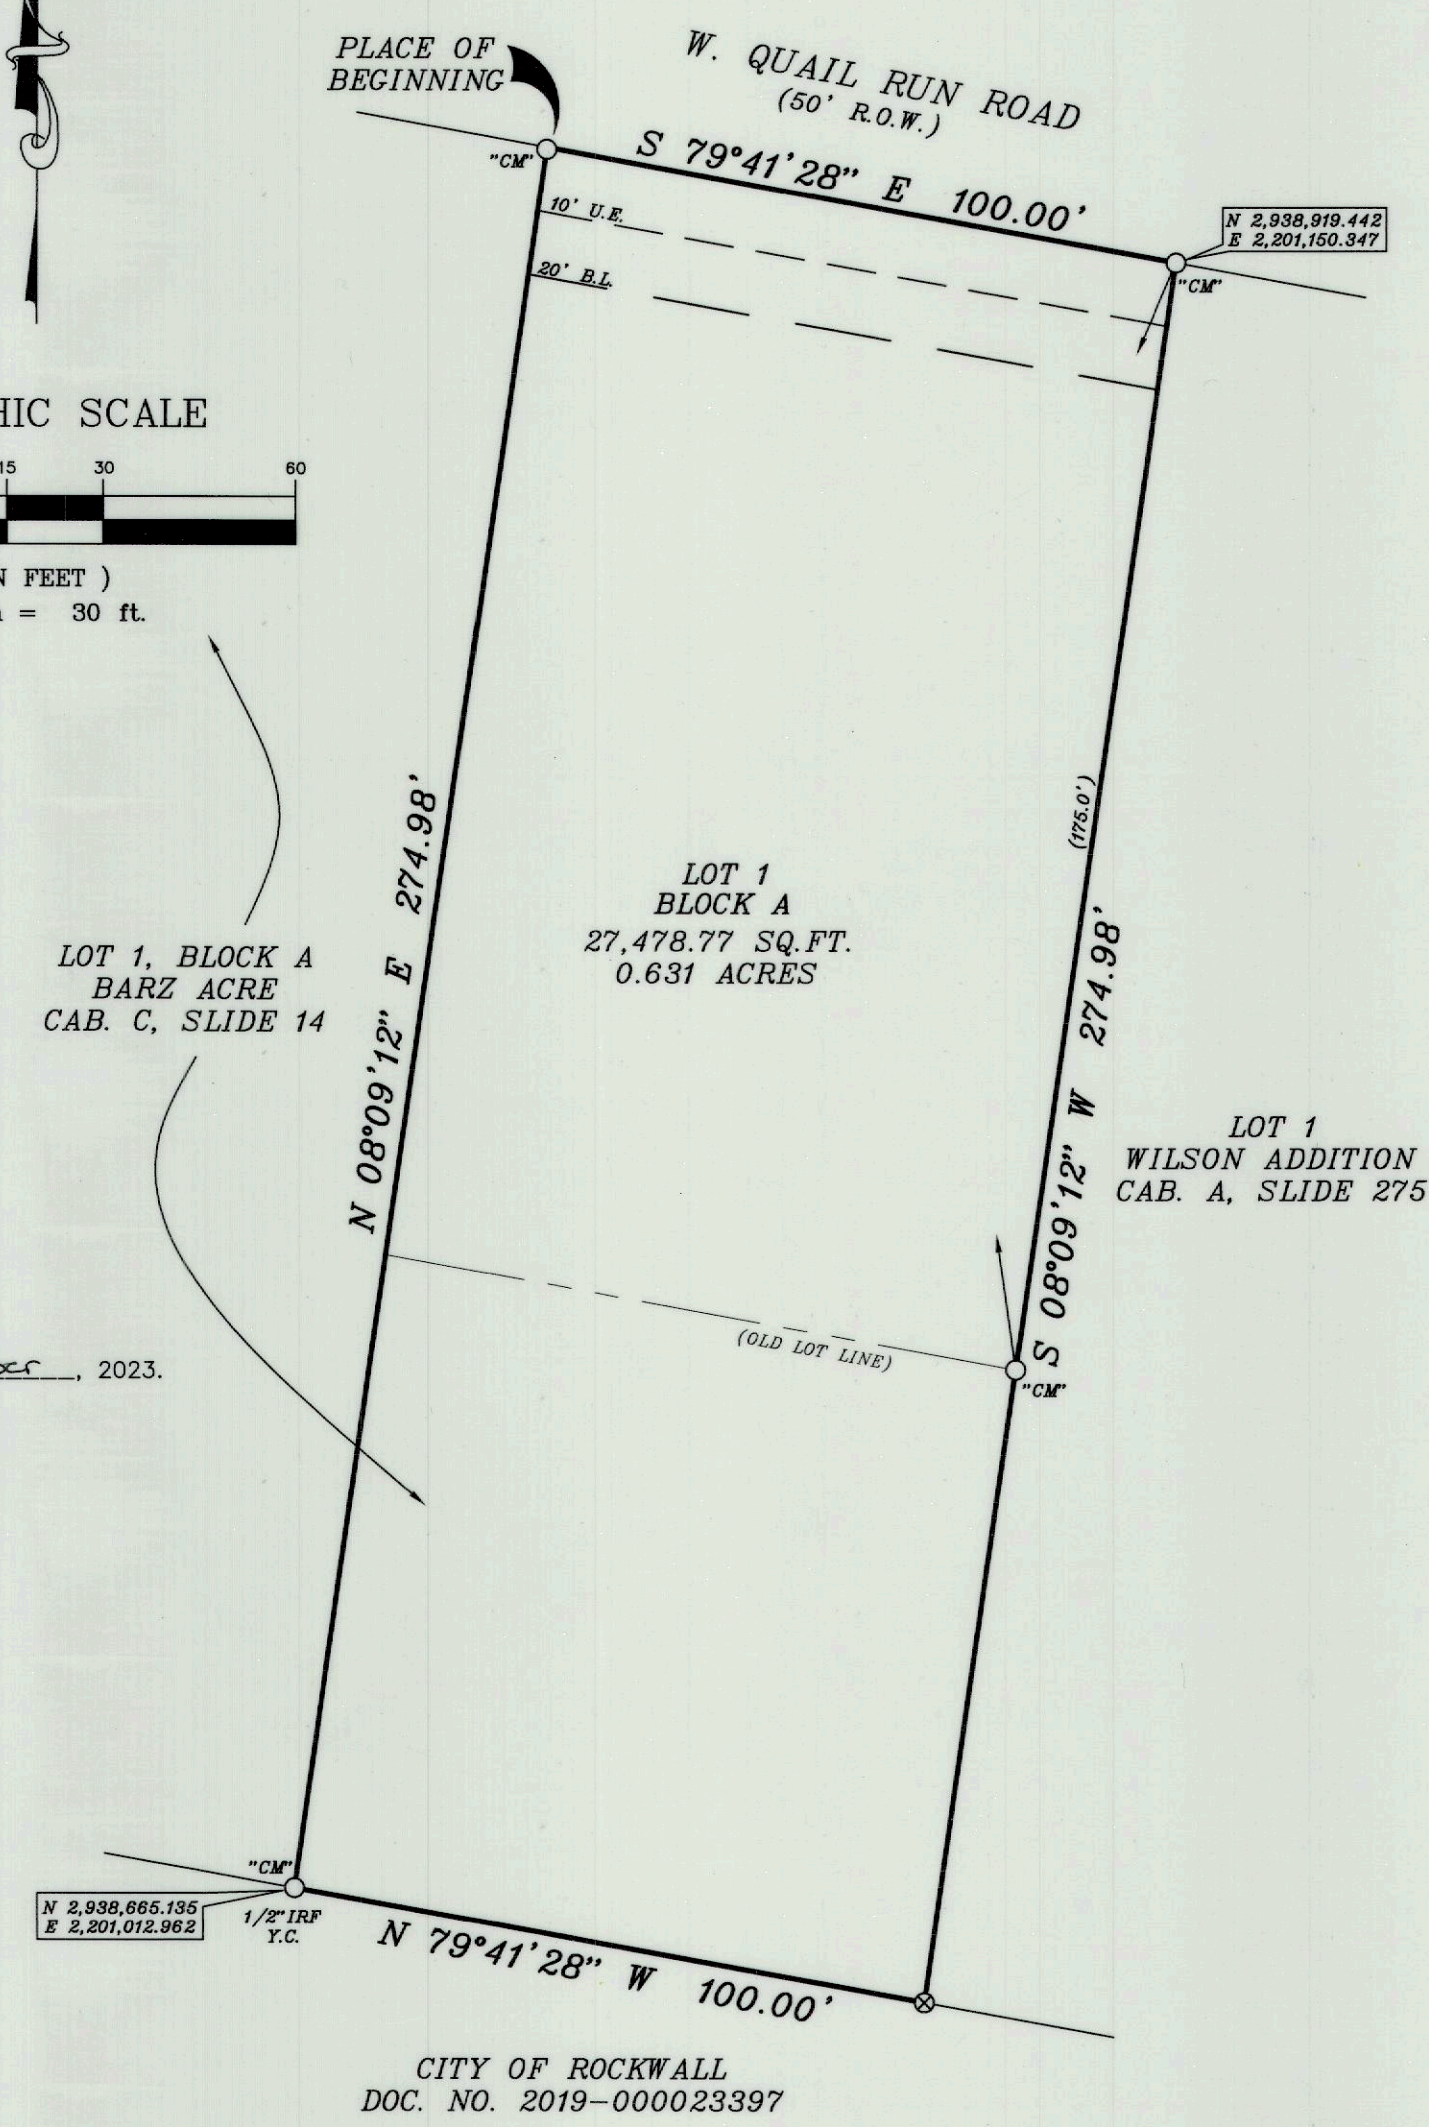 PLACE OF
BEGINNING
W. QUAIL RUN ROAD
(50' R.O.W.)
"CM"
S 79°41'28" E 100.00'
N 2,938,919.442
E 2,201,150.347
"CM"
10' U.E.
20' B.L.
SCALE
15 30 60
FEET )
= 30 ft.
(175.0')
N 08°09'12" E 274.98'
LOT 1
BLOCK A
27,478.77 SQ.FT.
0.631 ACRES
S 08°09'12" W 274.98'
LOT 1, BLOCK A
BARZ ACRE
CAB. C, SLIDE 14
LOT 1
WILSON ADDITION
CAB. A, SLIDE 275
(OLD LOT LINE)
"CM"
, 2023.
"CM"
N 2,938,665.135
E 2,201,012.962
1/2" IRF
Y.C.
N 79°41'28" W 100.00'
CITY OF ROCKWALL
DOC. NO. 2019-000023397